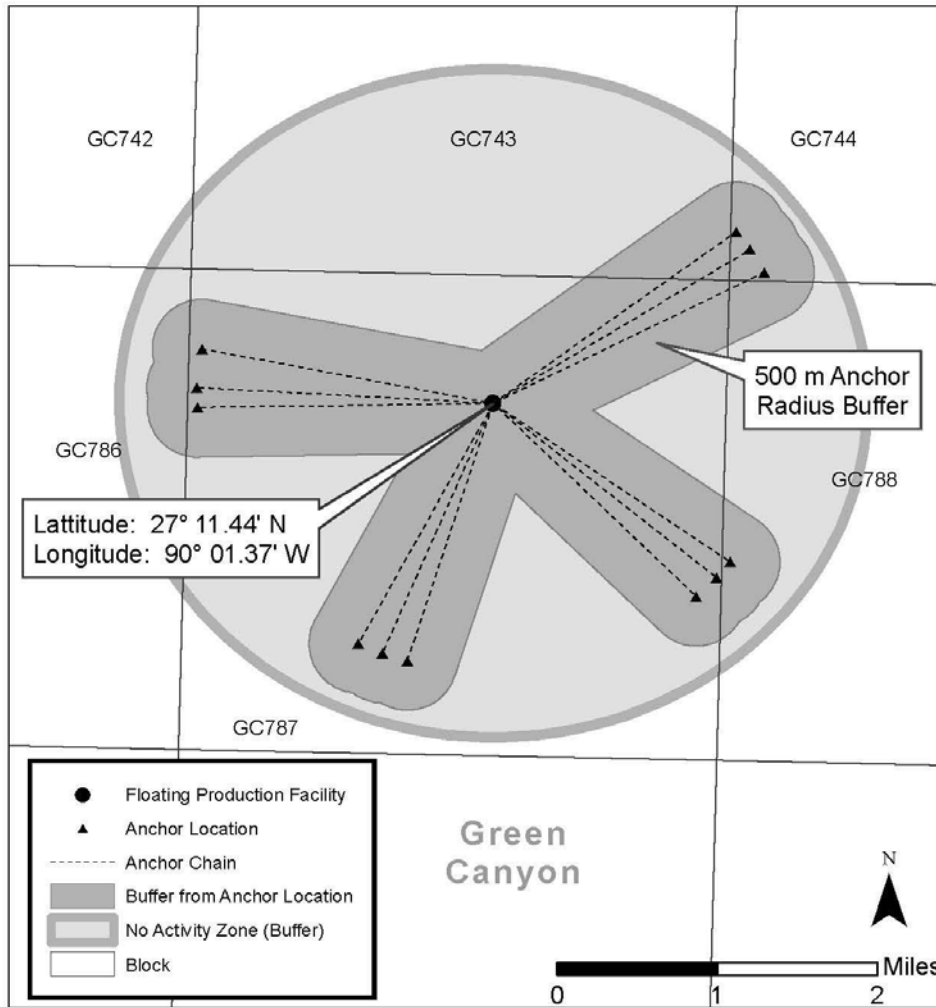 GC742
GC743
GC744
500 m Anchor
Radius Buffer
GC786
GC788
Lattitude: 27° 11.44' N
Longitude: 90° 01.37' W
GC787
Floating Production Facility
Anchor Location
Anchor Chain
Buffer from Anchor Location
No Activity Zone (Buffer)
Block
Green
Canyon
N
Miles
0 1 2